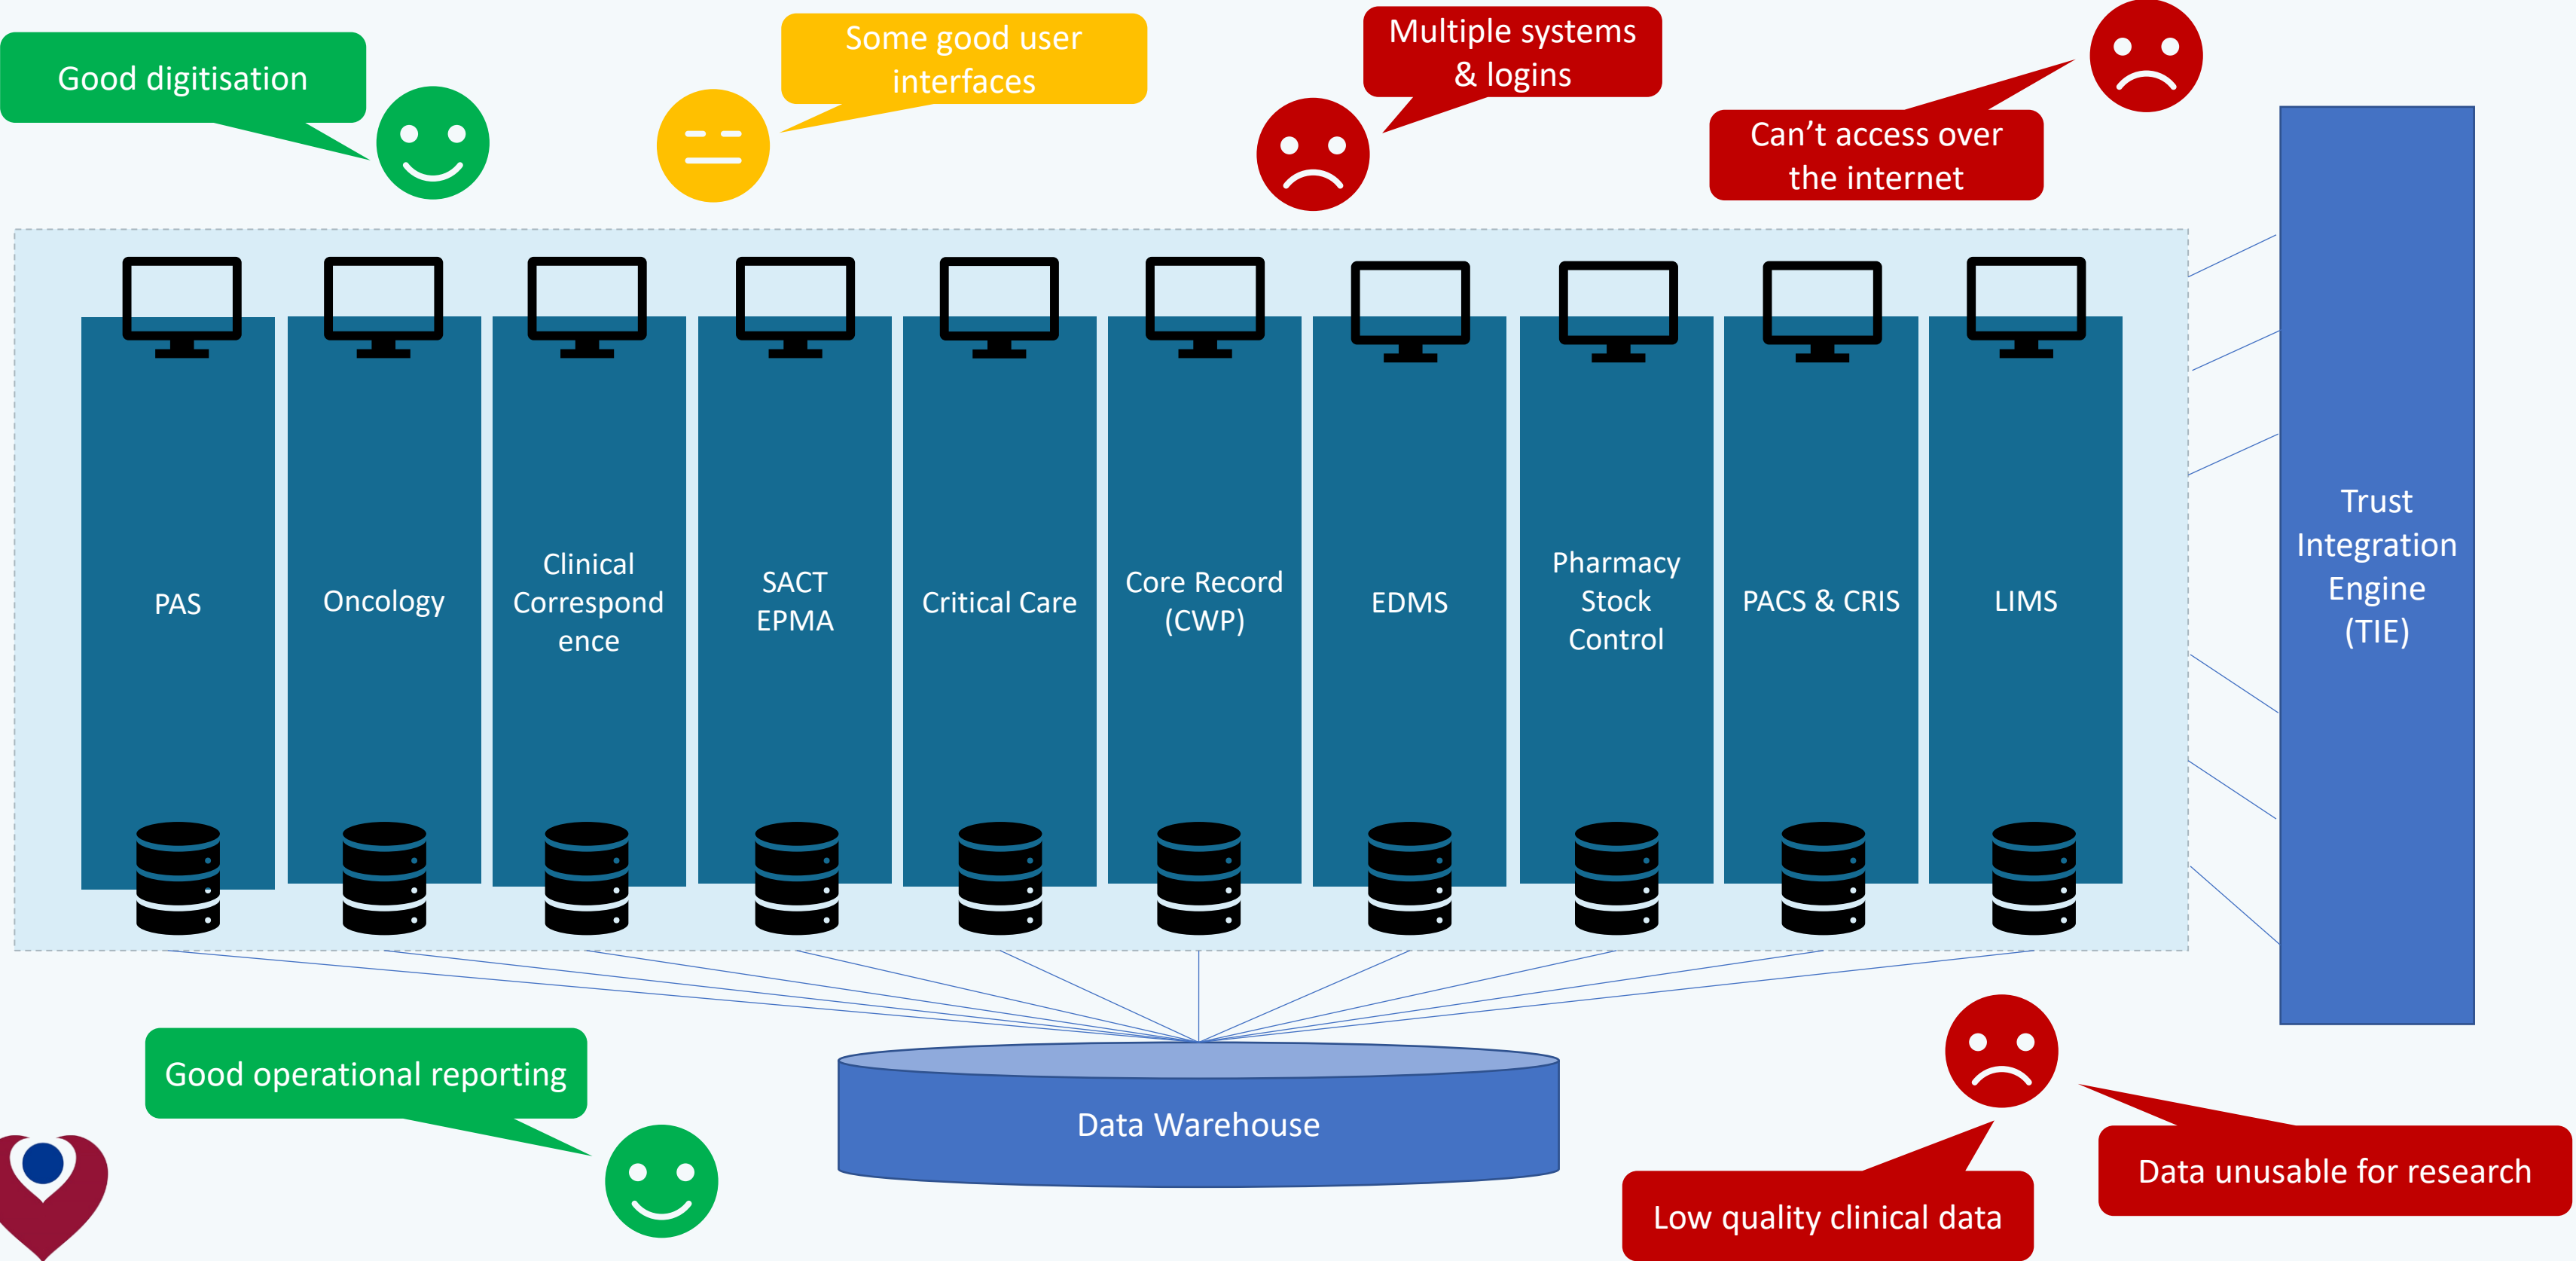 Good digitisation
Some good user
interfaces
Multiple systems
& logins
Can’t access over
the internet
PAS
Oncology
Clinical
Correspond
ence
SACT
EPMA
Critical Care
Core Record
(CWP)
EDMS
Pharmacy
Stock
Control
PACS & CRIS
LIMS
Trust
Integration
Engine
(TIE)
Good operational reporting
Data Warehouse
Low quality clinical data
Data unusable for research